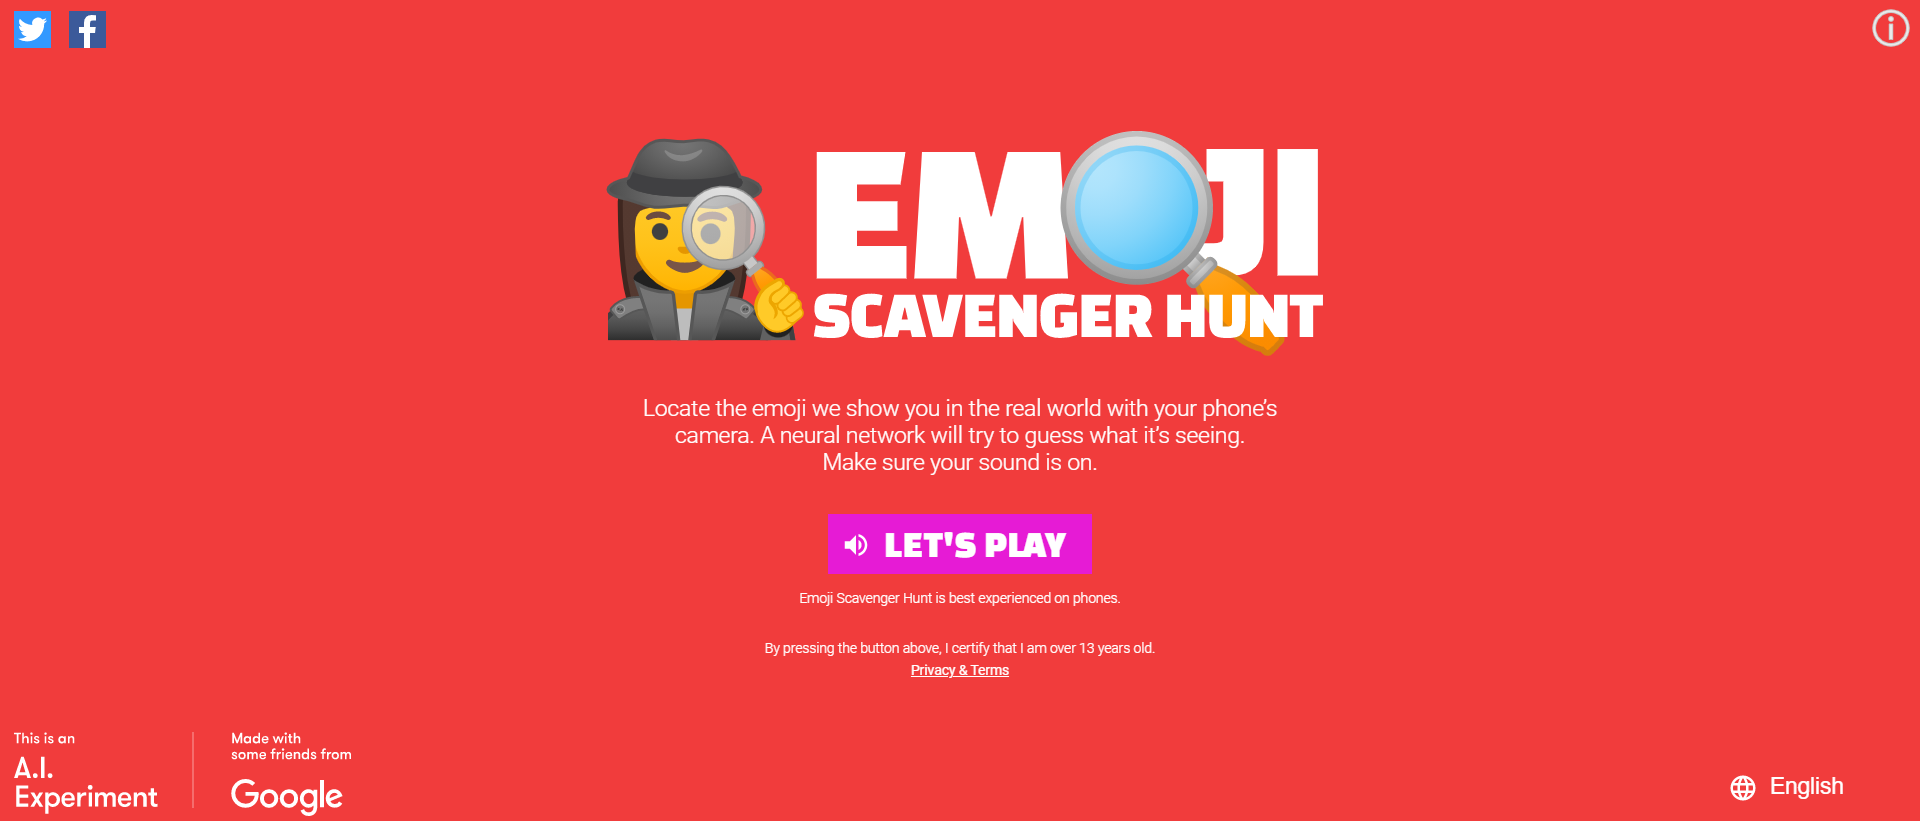 EMOJI
SCAVENGER HUNT
Locate the emoji we show you in the real world with your phone's
camera. A neural network will try to guess what it's seeing.
Make sure your sound is on.
LET'S PLAY
Emoji Scavenger Hunt is best experienced on phones.
By pressing the button above, I certify that I am over 13 years old.
Privacy & Terms
This is an
A.I.
Experiment
Made with
some friends from
Google
English